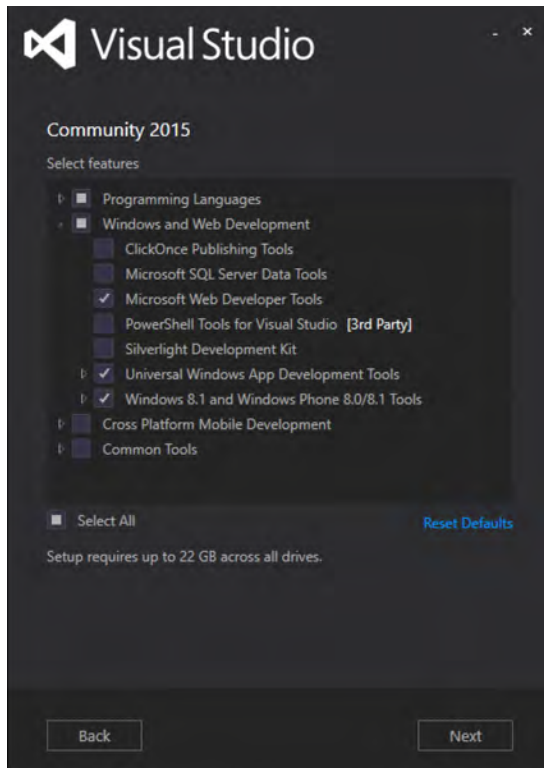 Visual Studio
Community 2015
Select features
Programming Languages
Windows and Web Development
ClickOnce Publishing Tools
Microsoft SQL Server Data Tools
Microsoft Web Developer Tools
PowerShell Tools for Visual Studio [3rd Party]
Silverlight Development Kit
Universal Windows App Development Tools
Windows 8.1 and Windows Phone 8.0/8.1 Tools
Cross Platform Mobile Development
Common Tools
Select All Reset Defaults
Setup requires up to 22 GB across all drives.
Back Next